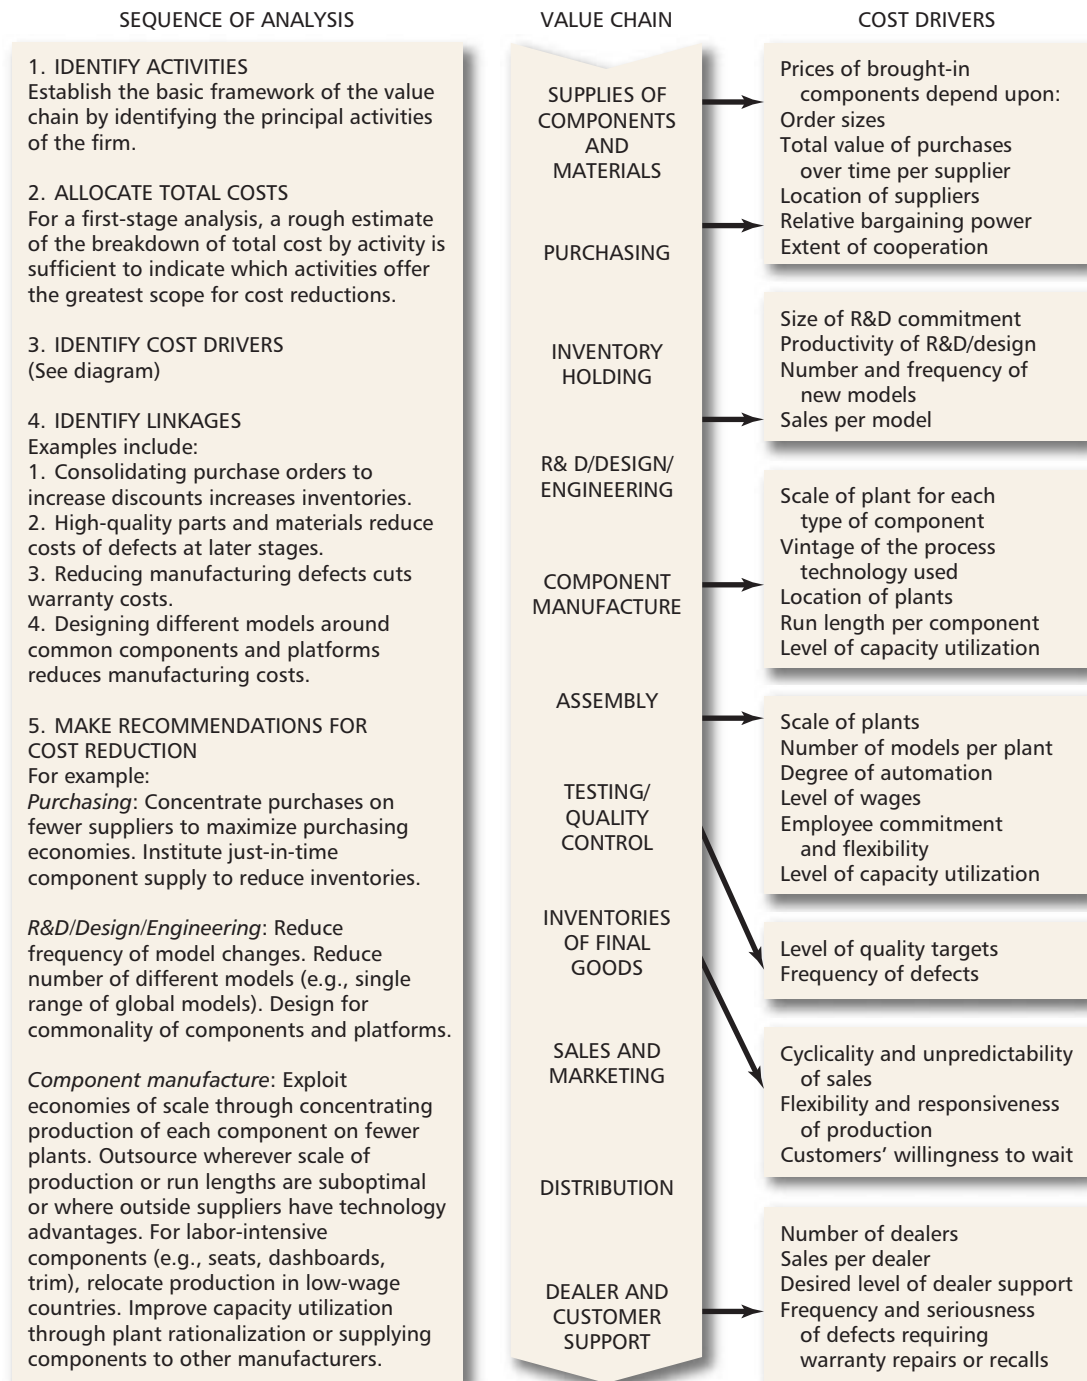 SEQUENCE OF ANALYSIS
1. IDENTIFY ACTIVITIES
Establish the basic framework of the value
chain by identifying the principal activities
of the firm.
2. ALLOCATE TOTAL COSTS
For a first-stage analysis, a rough estimate
of the breakdown of total cost by activity is
sufficient to indicate which activities offer
the greatest scope for cost reductions.
3. IDENTIFY COST DRIVERS
(See diagram)
4. IDENTIFY LINKAGES
Examples include:
1. Consolidating purchase orders to
increase discounts increases inventories.
2. High-quality parts and materials reduce
costs of defects at later stages.
3. Reducing manufacturing defects cuts
warranty costs.
4. Designing different models around
common components and platforms
reduces manufacturing costs.
5. MAKE RECOMMENDATIONS FOR
COST REDUCTION
For example:
Purchasing: Concentrate purchases on
fewer suppliers to maximize purchasing
economies. Institute just-in-time
component supply to reduce inventories.
R&D/Design/Engineering: Reduce
frequency of model changes. Reduce
number of different models (e.g., single
range of global models). Design for
commonality of components and platforms.
Component manufacture: Exploit
economies of scale through concentrating
production of each component on fewer
plants. Outsource wherever scale of
production or run lengths are suboptimal
or where outside suppliers have technology
advantages. For labor-intensive
components (e.g., seats, dashboards,
trim), relocate production in low-wage
countries. Improve capacity utilization
through plant rationalization or supplying
components to other manufacturers.
VALUE CHAIN
SUPPLIES OF
COMPONENTS
AND
MATERIALS
PURCHASING
INVENTORY
HOLDING
R& D/DESIGN/
ENGINEERING
COMPONENT
MANUFACTURE
ASSEMBLY
TESTING/
QUALITY
CONTROL
INVENTORIES
OF FINAL
GOODS
SALES AND
MARKETING
DISTRIBUTION
DEALER AND
CUSTOMER
SUPPORT
COST DRIVERS
Prices of brought-in
components depend upon:
Order sizes
Total value of purchases
over time per supplier
Location of suppliers
Relative bargaining power
Extent of cooperation
Size of R&D commitment
Productivity of R&D/design
Number and frequency of
new models
Sales per model
Scale of plant for each
type of component
Vintage of the process
technology used
Location of plants
Run length per component
Level of capacity utilization
Scale of plants
Number of models per plant
Degree of automation
Level of wages
Employee commitment
and flexibility
Level of capacity utilization
Level of quality targets
Frequency of defects
Cyclicality and unpredictability
of sales
Flexibility and responsiveness
of production
Customers’ willingness to wait
Number of dealers
Sales per dealer
Desired level of dealer support
Frequency and seriousness
of defects requiring
warranty repairs or recalls